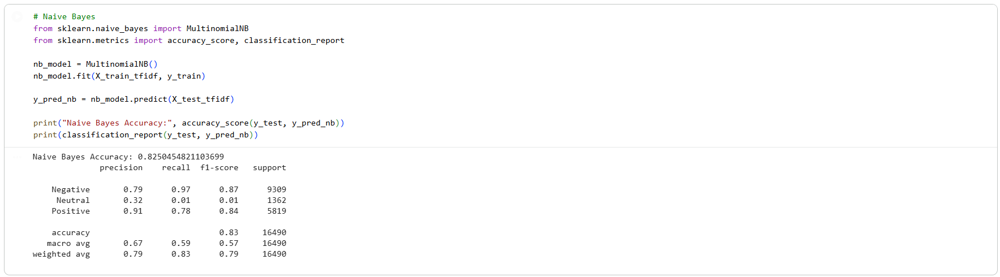 # Naive Bayes
from sklearn.naive_bayes import MultinomialNB
from sklearn.metrics import accuracy_score, classification_report
nb_model = MultinomialNB()
nb_model.fit(X_train_tfidf, y_train)
y_pred_nb = nb_model.predict(X_test_tfidf)
print("Naive Bayes Accuracy:", accuracy_score(y_test, y_pred_nb))
print(classification_report(y_test, y_pred_nb))
Naive Bayes Accuracy: 0.8250454821103699
precision recall f1-score support
Negative 0.79 0.97 0.87 9309
Neutral 0.32 0.01 0.01 1362
Positive 0.91 0.78 0.84 5819
accuracy 0.83 16490
macro avg 0.67 0.59 0.57 16490
weighted avg 0.79 0.83 0.79 16490